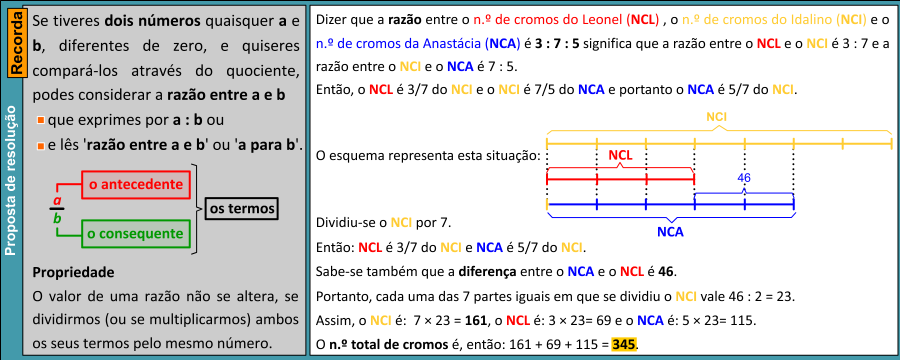 Proposta de resolução
Recorda
Se tiveres dois números quaisquer a e
b, diferentes de zero, e quiseres
compará-los através do quociente,
podes considerar a razão entre a e b
que exprimes por a : b ou
e lês 'razão entre a e b' ou 'a para b'.
a
b
o antecedente
o consequente
os termos
Propriedade
O valor de uma razão não se altera, se
dividirmos (ou se multiplicarmos) ambos
os seus termos pelo mesmo número.
Dizer que a razão entre o n.º de cromos do Leonel (NCL) , o n.º de cromos do Idalino (NCI) e o
n.º de cromos da Anastácia (NCA) é 3 : 7 : 5 significa que a razão entre o NCL e o NCI é 3 : 7 e a
razão entre o NCI e o NCA é 7 : 5.
Então, o NCL é 3/7 do NCI e o NCI é 7/5 do NCA e portanto o NCA é 5/7 do NCI.
NCI
O esquema representa esta situação:
NCL
46
NCA
Dividiu-se o NCI por 7.
Então: NCL é 3/7 do NCI e NCA é 5/7 do NCI.
Sabe-se também que a diferença entre o NCA e o NCL é 46.
Portanto, cada uma das 7 partes iguais em que se dividiu o NCI vale 46 : 2 = 23.
Assim, o NCI é: 7 × 23 = 161, o NCL é: 3 × 23= 69 e o NCA é: 5 × 23= 115.
O n.º total de cromos é, então: 161 + 69 + 115 = 345.